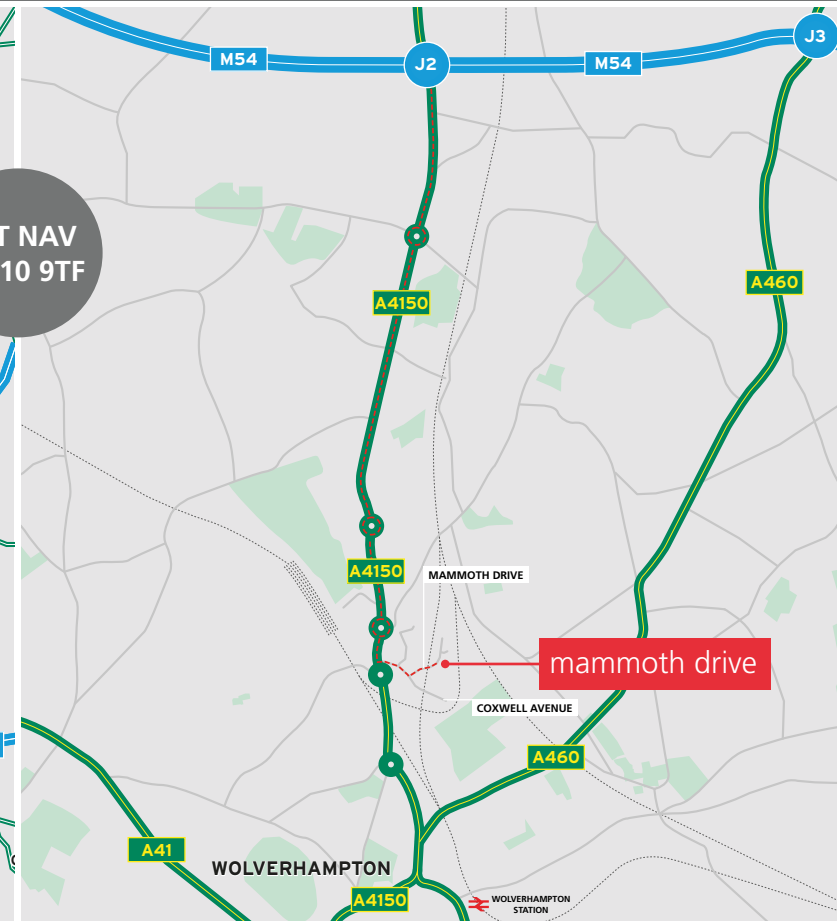 M54
J2
M54
J3
T NAV
10 9TF
A4150
A460
A4150
MAMMOTH DRIVE
mammoth drive
COXWELL AVENUE
A460
A41
WOLVERHAMPTON
A4150
WOLVERHAMPTON
STATION